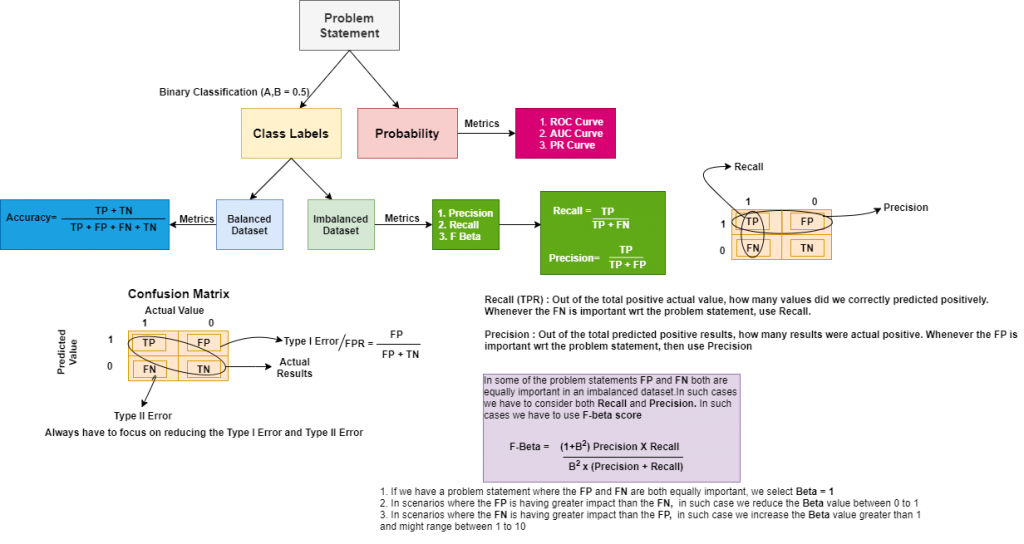 Problem
Statement
Binary Classification (A,B = 0.5)
Class Labels
Probability
Metrics
1. ROC Curve
2. AUC Curve
3. PR Curve
Accuracy=
TP + TN
TP + FP + FN + TN
Metrics
Balanced
Dataset
Imbalanced
Dataset
Metrics
1. Precision
2. Recall
3. F Beta
Recall =
TP
TP + FN
Precision=
TP
TP + FP
Recall
1
0
Precision
1
TP
FP
0
FN
TN
Confusion Matrix
Actual Value
1
0
Predicted
Value
1
TP
FP
0
FN
TN
Type I Error/FPR =
FP
FP + TN
Actual
Results
Type II Error
Always have to focus on reducing the Type I Error and Type II Error
Recall (TPR) : Out of the total positive actual value, how many values did we correctly predicted positively.
Whenever the FN is important wrt the problem statement, use Recall.
Precision : Out of the total predicted positive results, how many results were actual positive. Whenever the FP is
important wrt the problem statement, then use Precision
In some of the problem statements FP and FN both are
equally important in an imbalanced dataset.In such cases
we have to consider both Recall and Precision. In such
cases we have to use F-beta score
F-Beta =
(1+B²) Precision X Recall
B² x (Precision + Recall)
1. If we have a problem statement where the FP and FN are both equally important, we select Beta = 1
2. In scenarios where the FP is having greater impact than the FN, in such case we reduce the Beta value between 0 to 1
3. In scenarios where the FN is having greater impact than the FP, in such case we increase the Beta value greater than 1
and might range between 1 to 10